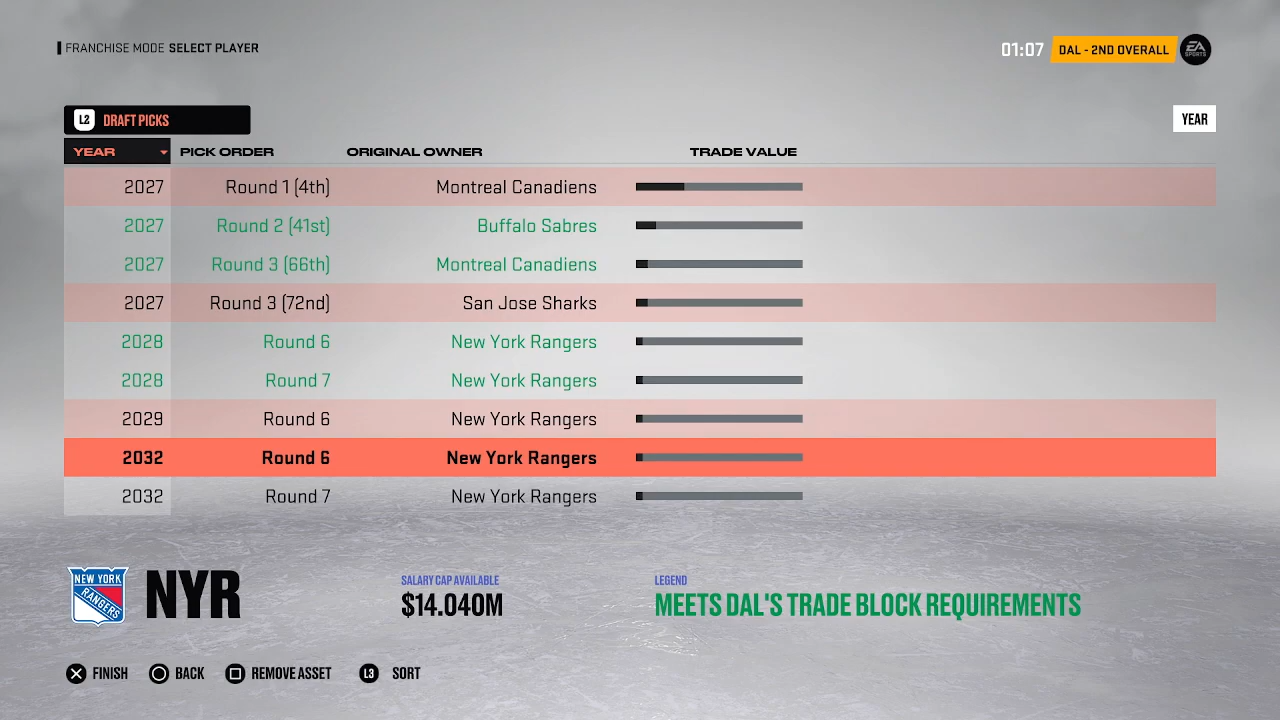 FRANCHISE MODE SELECT PLAYER
01:07 DAL - 2ND OVERALL EA SPORTS
L2 DRAFT PICKS YEAR
YEAR PICK ORDER ORIGINAL OWNER TRADE VALUE
2027 Round 1 (4th) Montreal Canadiens
2027 Round 2 (41st) Buffalo Sabres
2027 Round 3 (66th) Montreal Canadiens
2027 Round 3 (72nd) San Jose Sharks
2028 Round 6 New York Rangers
2028 Round 7 New York Rangers
2029 Round 6 New York Rangers
2032 Round 6 New York Rangers
2032 Round 7 New York Rangers
NEW YORK
RANGERS
NYR
SALARY CAP AVAILABLE
$14.040M
LEGEND
MEETS DAL'S TRADE BLOCK REQUIREMENTS
FINISH BACK REMOVE ASSET L3 SORT